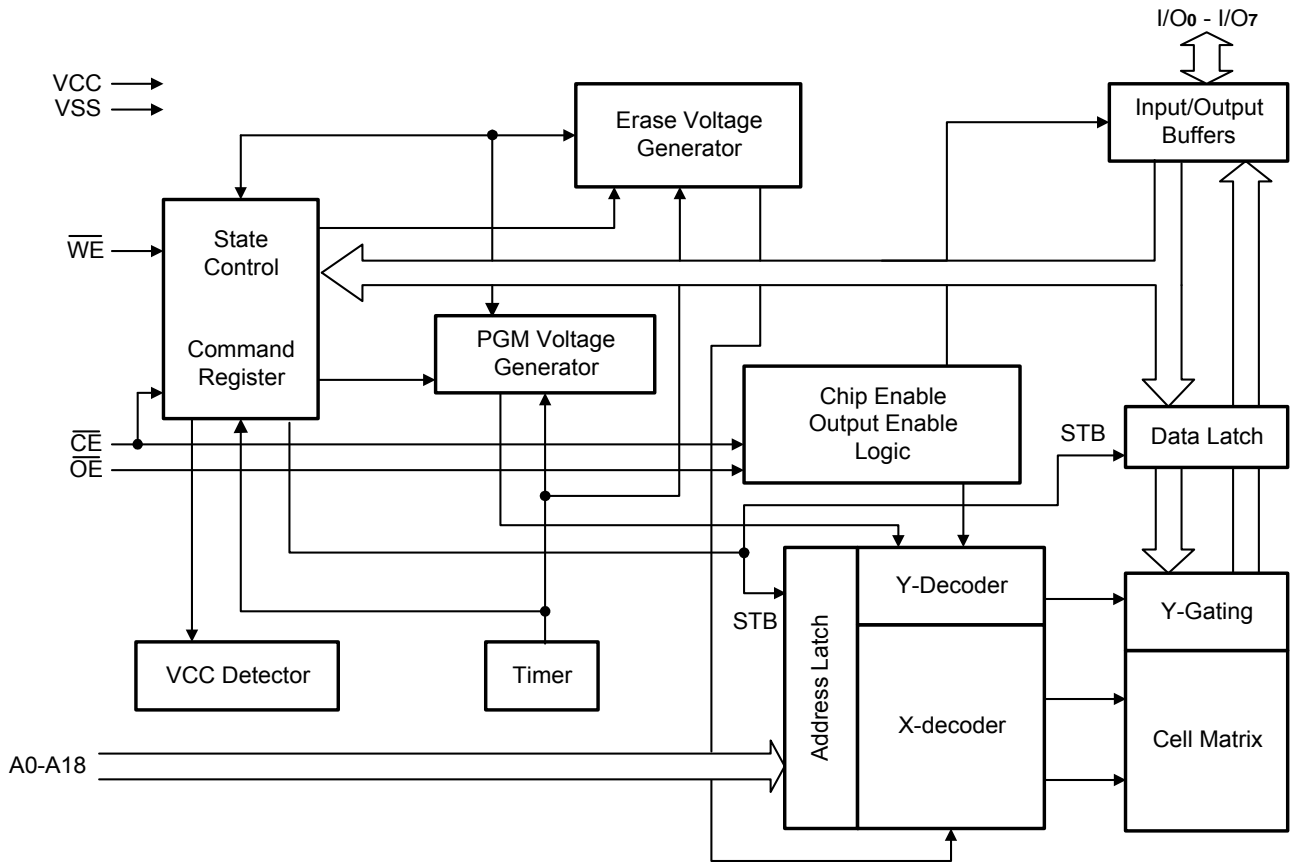 I/O0 - I/O7
VCC
VSS
Erase Voltage
Generator
Input/Output
Buffers
WE
State
Control
Command
Register
PGM Voltage
Generator
Chip Enable
Output Enable
Logic
CE
OE
STB
Data Latch
Y-Decoder
Y-Gating
STB
Address Latch
VCC Detector
Timer
X-decoder
Cell Matrix
A0-A18